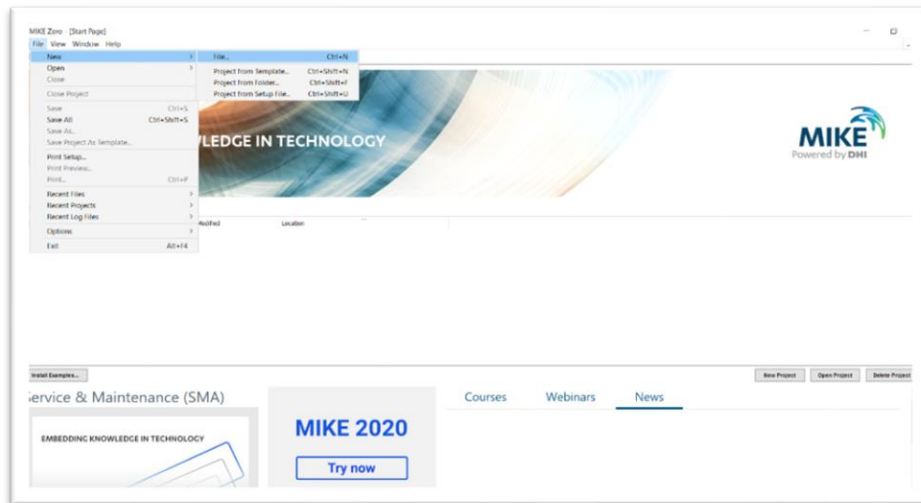 MIKE Zero - [Start Page]
File View Window Help
New
File... Ctrl+N
Open
Project from Template... Ctrl+Shift+N
Close
Project from Folder... Ctrl+Shift+F
Project from Setup File... Ctrl+Shift+U
Close Project
Save Ctrl+S
Save All Ctrl+Shift+S
Save As...
Save Project As Template...
Print Setup...
Print Preview...
Print... Ctrl+P
Recent Files
Recent Projects
Recent Log Files
Options
Exit Alt+F4
LEDGE IN TECHNOLOGY
MIKE
Powered by DHI
Modified Location
Install Examples...
New Project Open Project Delete Project
Service & Maintenance (SMA)
EMBEDDING KNOWLEDGE IN TECHNOLOGY
MIKE 2020
Try now
Courses Webinars News